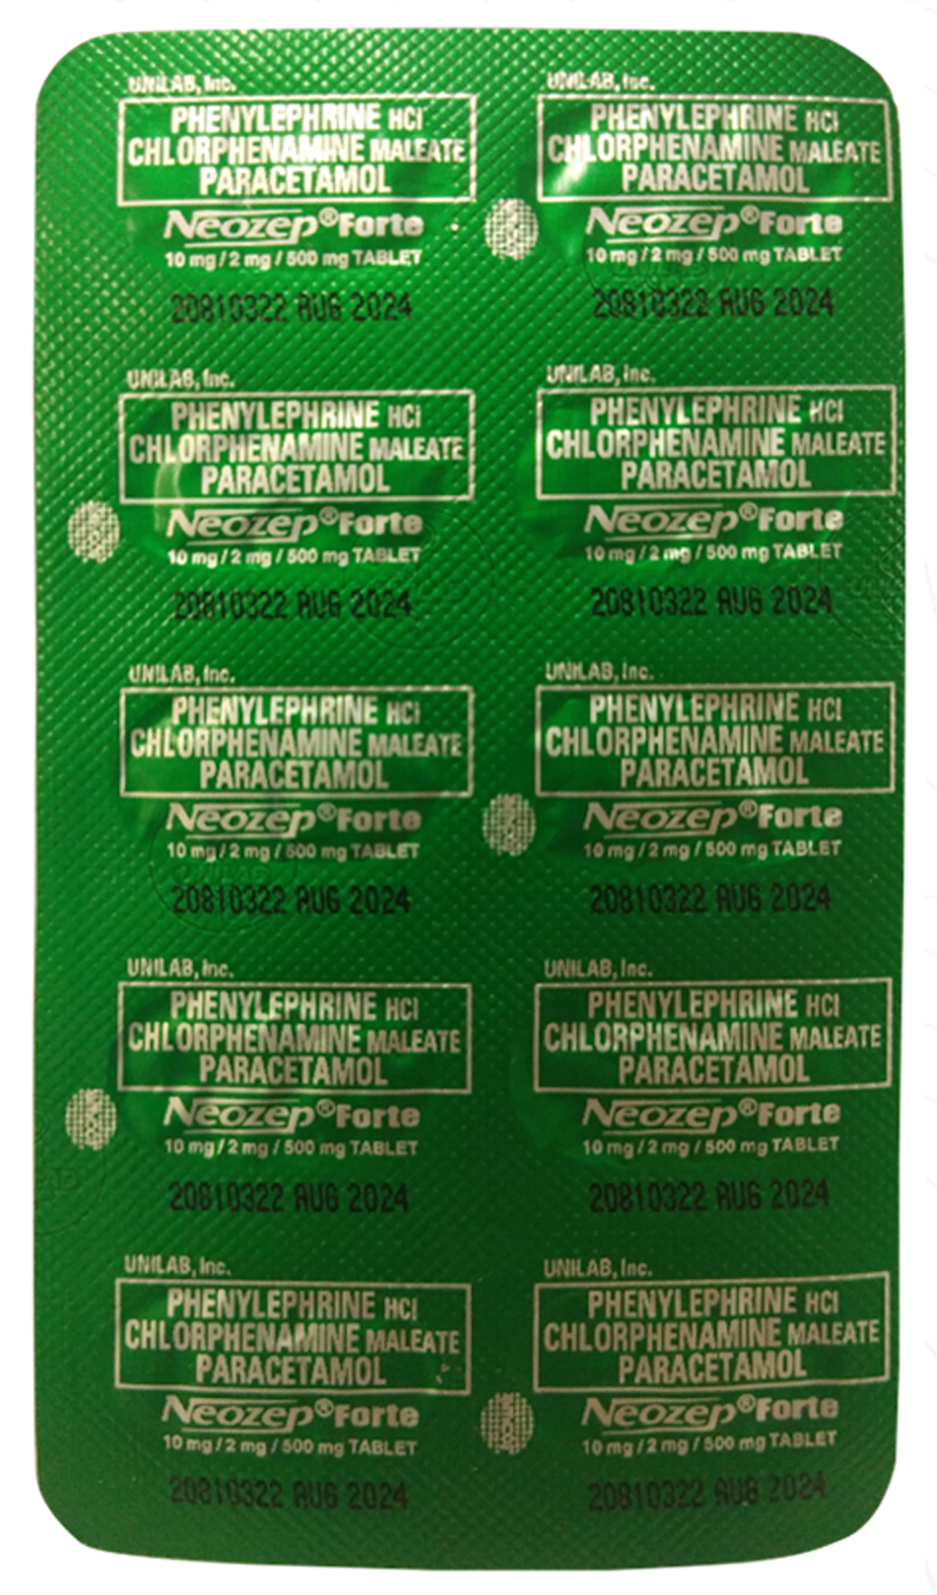 UNILAB, Inc.
PHENYLEPHRINE HCl
CHLORPHENAMINE MALEATE
PARACETAMOL
Neozep®Forte
10 mg / 2 mg / 500 mg TABLET
20810322 AUG 2024
UNILAB, Inc.
PHENYLEPHRINE HCl
CHLORPHENAMINE MALEATE
PARACETAMOL
Neozep®Forte
10 mg / 2 mg / 500 mg TABLET
20810322 AUG 2024
UNILAB, Inc.
PHENYLEPHRINE HCl
CHLORPHENAMINE MALEATE
PARACETAMOL
Neozep®Forte
10 mg / 2 mg / 500 mg TABLET
20810322 AUG 2024
UNILAB, Inc.
PHENYLEPHRINE HCl
CHLORPHENAMINE MALEATE
PARACETAMOL
Neozep®Forte
10 mg / 2 mg / 500 mg TABLET
20810322 AUG 2024
UNILAB, Inc.
PHENYLEPHRINE HCl
CHLORPHENAMINE MALEATE
PARACETAMOL
Neozep®Forte
10 mg / 2 mg / 500 mg TABLET
20810322 AUG 2024
UNILAB, Inc.
PHENYLEPHRINE HCl
CHLORPHENAMINE MALEATE
PARACETAMOL
Neozep®Forte
10 mg / 2 mg / 500 mg TABLET
20810322 AUG 2024
UNILAB, Inc.
PHENYLEPHRINE HCl
CHLORPHENAMINE MALEATE
PARACETAMOL
Neozep®Forte
10 mg / 2 mg / 500 mg TABLET
20810322 AUG 2024
UNILAB, Inc.
PHENYLEPHRINE HCl
CHLORPHENAMINE MALEATE
PARACETAMOL
Neozep®Forte
10 mg / 2 mg / 500 mg TABLET
20810322 AUG 2024
UNILAB, Inc.
PHENYLEPHRINE HCl
CHLORPHENAMINE MALEATE
PARACETAMOL
Neozep®Forte
10 mg / 2 mg / 500 mg TABLET
20810322 AUG 2024
UNILAB, Inc.
PHENYLEPHRINE HCl
CHLORPHENAMINE MALEATE
PARACETAMOL
Neozep®Forte
10 mg / 2 mg / 500 mg TABLET
20810322 AUG 2024